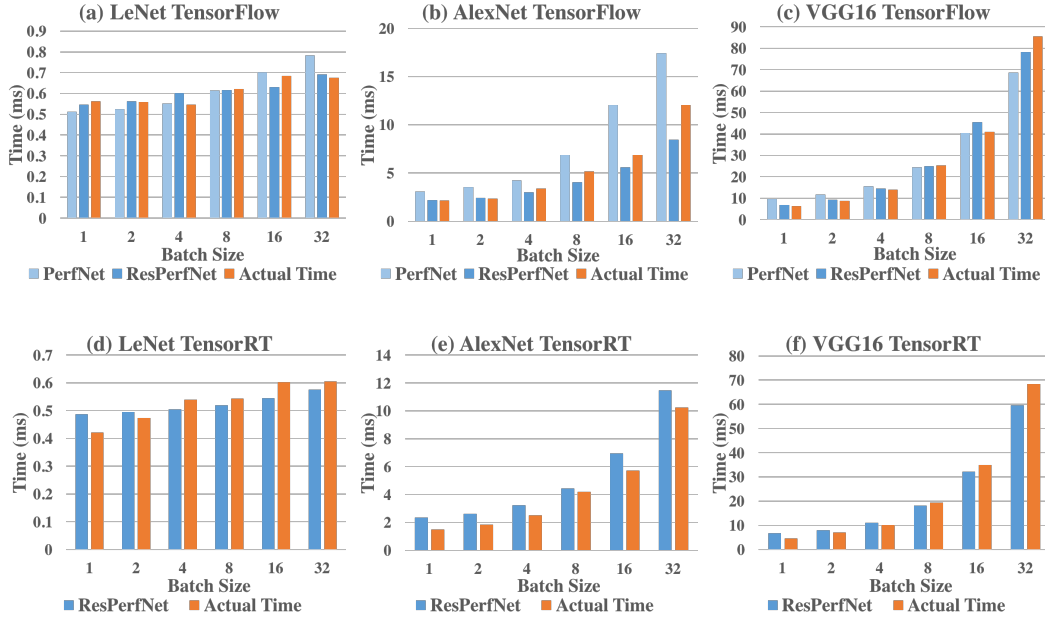 (a) LeNet TensorFlow
0.9
0.8
0.7
0.6
0.5
0.4
0.3
0.2
0.1
0
Time (ms)
1 2 4 8 16 32
Batch Size
PerfNet ResPerfNet Actual Time
(b) AlexNet TensorFlow
20
15
10
5
0
Time (ms)
1 2 4 8 16 32
Batch Size
PerfNet ResPerfNet Actual Time
(c) VGG16 TensorFlow
90
80
70
60
50
40
30
20
10
0
Time (ms)
1 2 4 8 16 32
Batch Size
PerfNet ResPerfNet Actual Time
(d) LeNet TensorRT
0.7
0.6
0.5
0.4
0.3
0.2
0.1
0
Time (ms)
1 2 4 8 16 32
Batch Size
ResPerfNet Actual Time
(e) AlexNet TensorRT
14
12
10
8
6
4
2
0
Time (ms)
1 2 4 8 16 32
Batch Size
ResPerfNet Actual Time
(f) VGG16 TensorRT
80
70
60
50
40
30
20
10
0
Time (ms)
1 2 4 8 16 32
Batch Size
ResPerfNet Actual Time